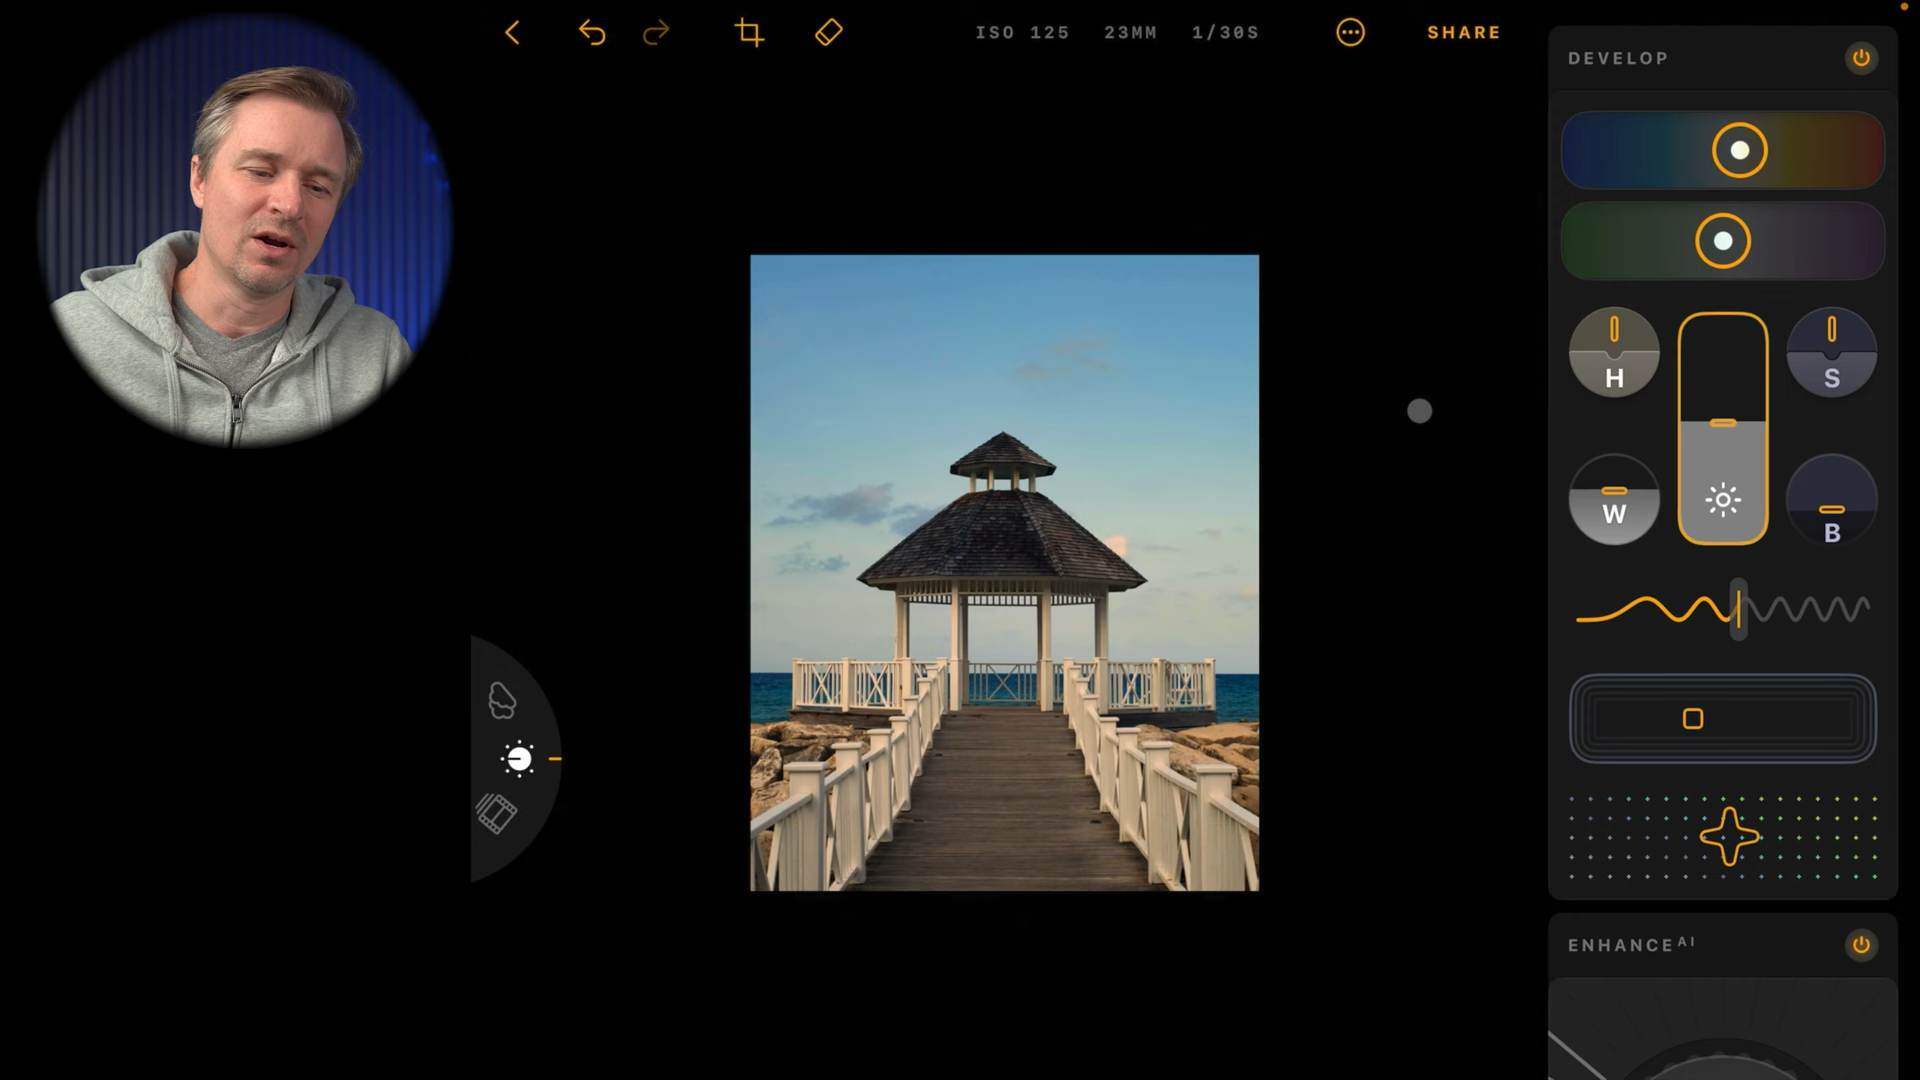 ISO 125 23MM 1/30S
SHARE
DEVELOP
H
S
W
B
ENHANCE AI